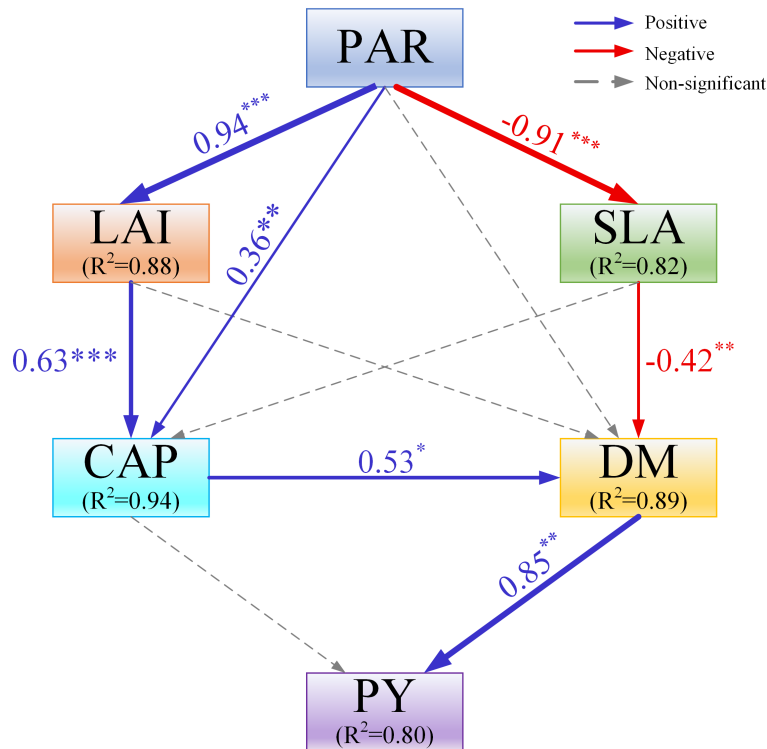 PAR
Positive
Negative
Non-significant
0.94***
-0.91***
0.36**
LAI
(R²=0.88)
SLA
(R²=0.82)
0.63***
-0.42**
CAP
(R²=0.94)
0.53*
DM
(R²=0.89)
0.85**
PY
(R²=0.80)